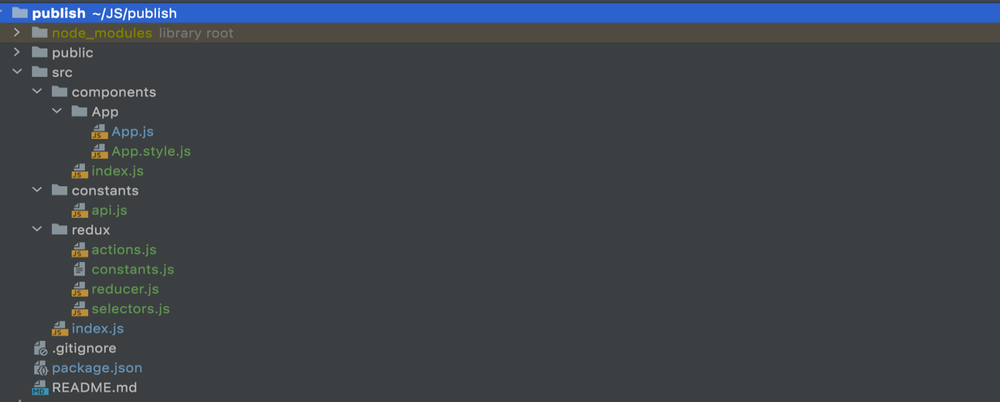 publish ~/JS/publish
node_modules library root
public
src
components
App
App.js
App.style.js
index.js
constants
api.js
redux
actions.js
constants.js
reducer.js
selectors.js
index.js
.gitignore
package.json
README.md